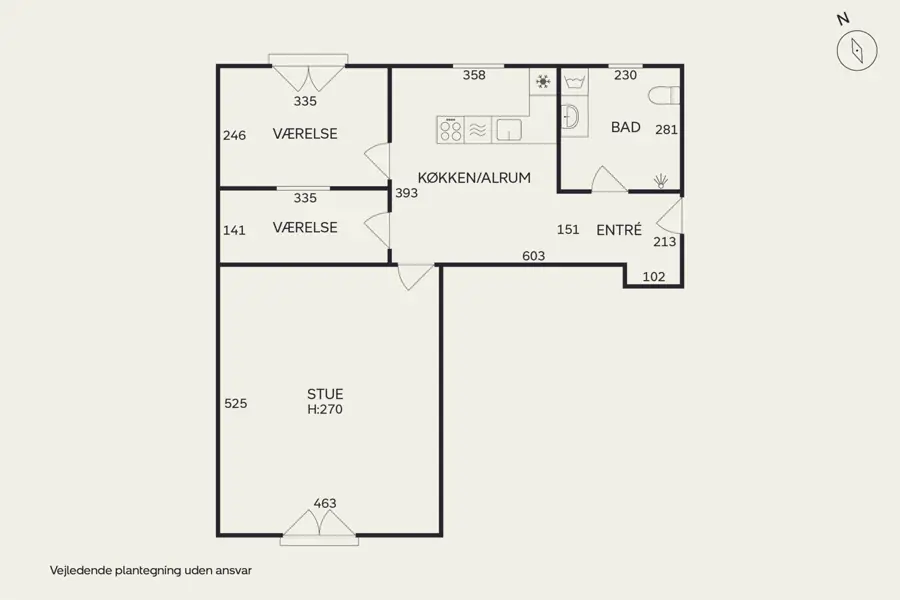 N
358
230
335
246
VÆRELSE
BAD
281
KØKKEN/ALRUM
393
335
141
VÆRELSE
151
ENTRÉ
213
603
102
STUE
H:270
525
463
Vejledende plantegning uden ansvar